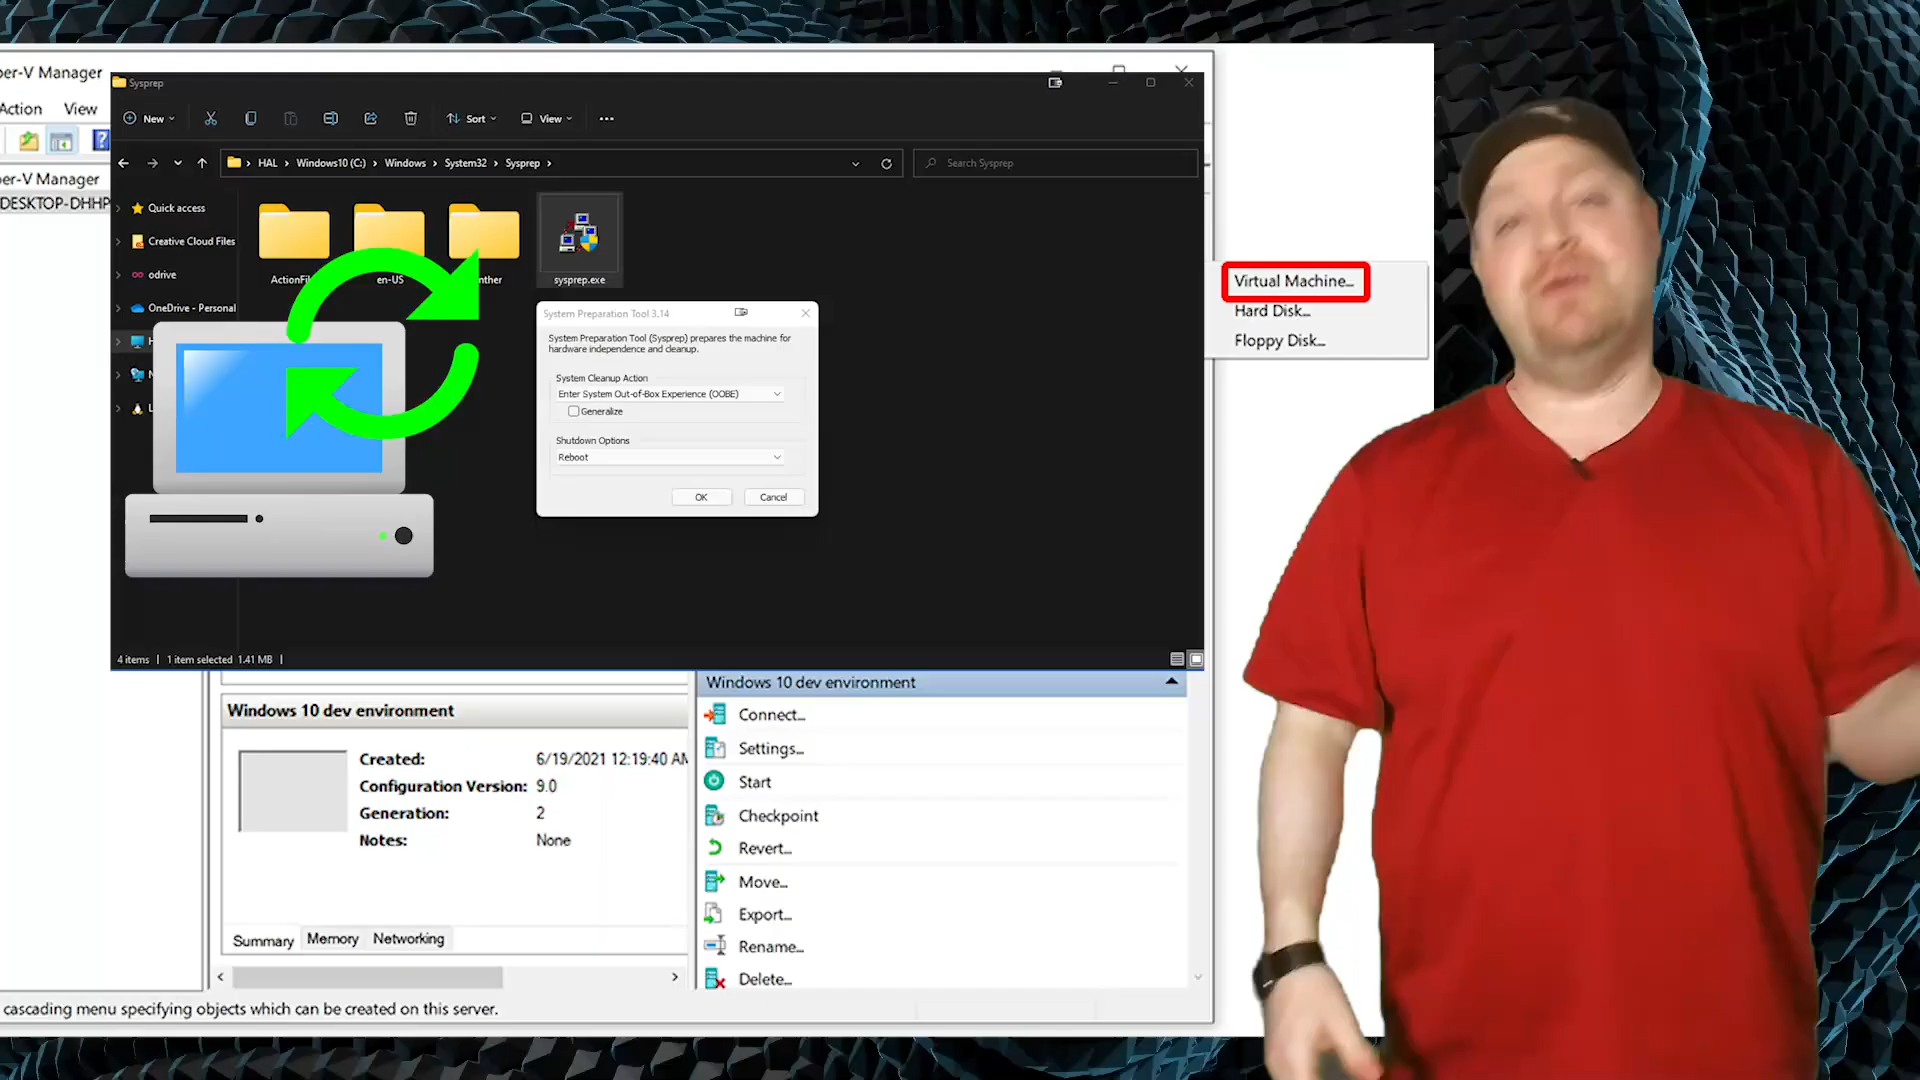 er-V Manager
Action View
er-V Manager
DESKTOP-DHHP
Sysprep
New Sort View
HAL Windows10 (C:) Windows System32 Sysprep
Search Sysprep
Quick access
Creative Cloud Files
odrive
OneDrive - Personal
en-US
sysprep.exe
System Preparation Tool 3.14
System Preparation Tool (Sysprep) prepares the machine for
hardware independence and cleanup.
System Cleanup Action
Enter System Out-of-Box Experience (OOBE)
Generalize
Shutdown Options
Reboot
OK Cancel
4 items 1 item selected 1.41 MB
Virtual Machine...
Hard Disk...
Floppy Disk...
Windows 10 dev environment
Created: 6/19/2021 12:19:40 AM
Configuration Version: 9.0
Generation: 2
Notes: None
Summary Memory Networking
Windows 10 dev environment
Connect...
Settings...
Start
Checkpoint
Revert...
Move...
Export...
Rename...
Delete...
cascading menu specifying objects which can be created on this server.